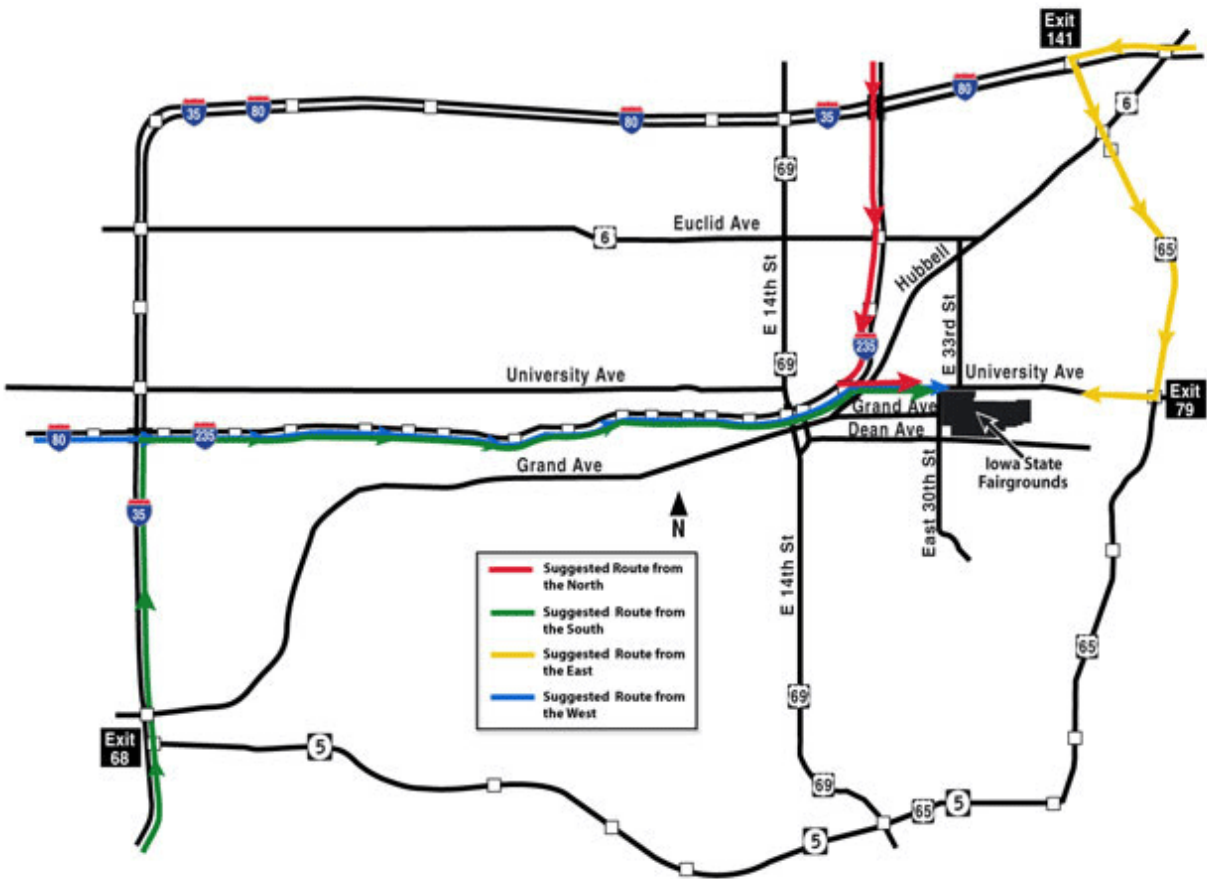 Exit
141
6
35
80
80
35
80
69
Euclid Ave
6
65
Hubbell
E 14th St
E 33rd St
235
69
University Ave
University Ave
Exit
79
Grand Ave
Dean Ave
80
235
Grand Ave
Iowa State
Fairgrounds
East 30th St
35
N
E 14th St
Suggested Route from
the North
Suggested Route from
the South
Suggested Route from
the East
Suggested Route from
the West
65
69
Exit
68
5
69
65
5
5